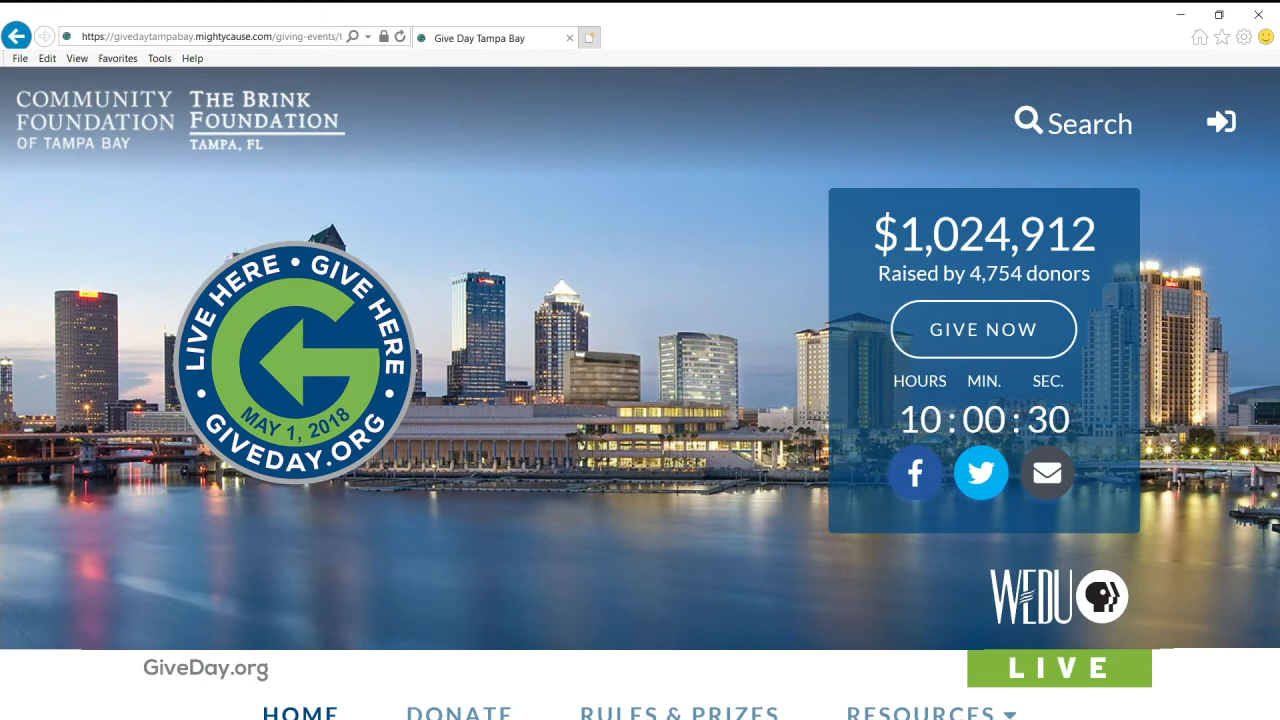 https://givedaytampabay.mightycause.com/giving-events/t
Give Day Tampa Bay
File Edit View Favorites Tools Help
COMMUNITY
FOUNDATION
OF TAMPA BAY
THE BRINK
FOUNDATION
TAMPA, FL
Search
LIVE HERE • GIVE HERE
MAY 1, 2018
• GIVEDAY.ORG •
$1,024,912
Raised by 4,754 donors
GIVE NOW
HOURS MIN. SEC.
10 : 00 : 30
WEDU
GiveDay.org
LIVE
HOME DONATE RULES & PRIZES RESOURCES